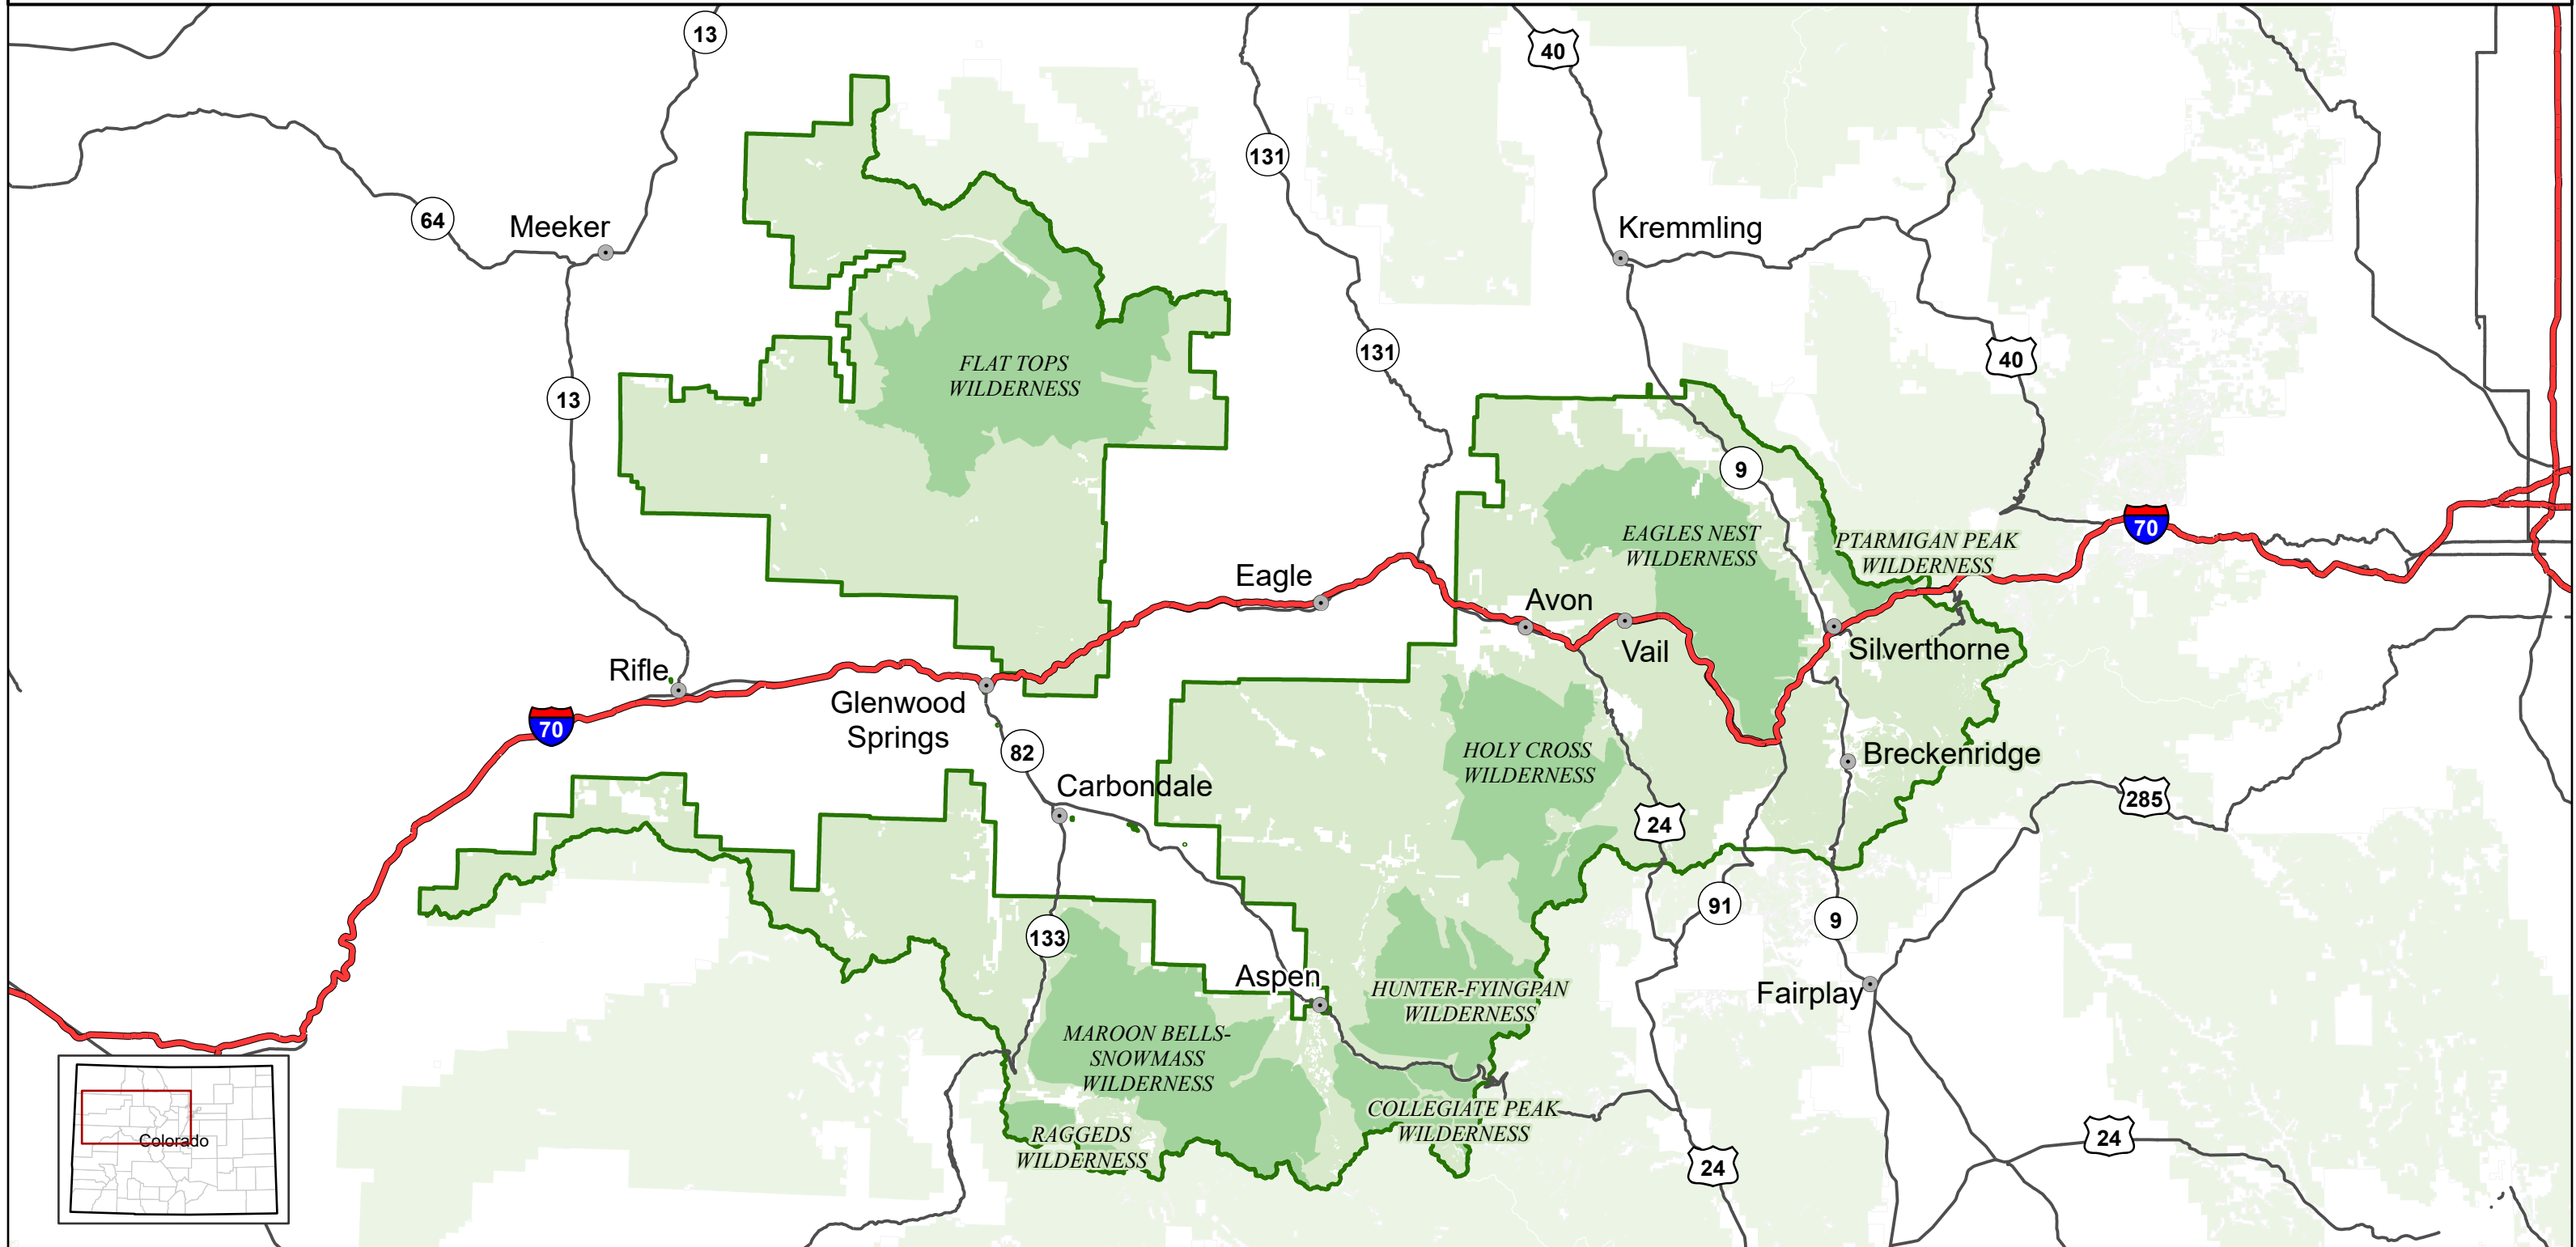 13
40
131
64
Meeker
Kremmling
131
40
FLAT TOPS
WILDERNESS
13
9
70
EAGLES NEST
WILDERNESS
PTARMIGAN PEAK
WILDERNESS
Eagle
Avon
Vail
Silverthorne
Rifle
Glenwood
Springs
70
82
HOLY CROSS
WILDERNESS
Breckenridge
Carbondale
285
24
91
9
133
Aspen
HUNTER-FYINGPAN
WILDERNESS
Fairplay
MAROON BELLS-
SNOWMASS
WILDERNESS
COLLEGIATE PEAK
WILDERNESS
RAGGEDS
WILDERNESS
24
24
Colorado